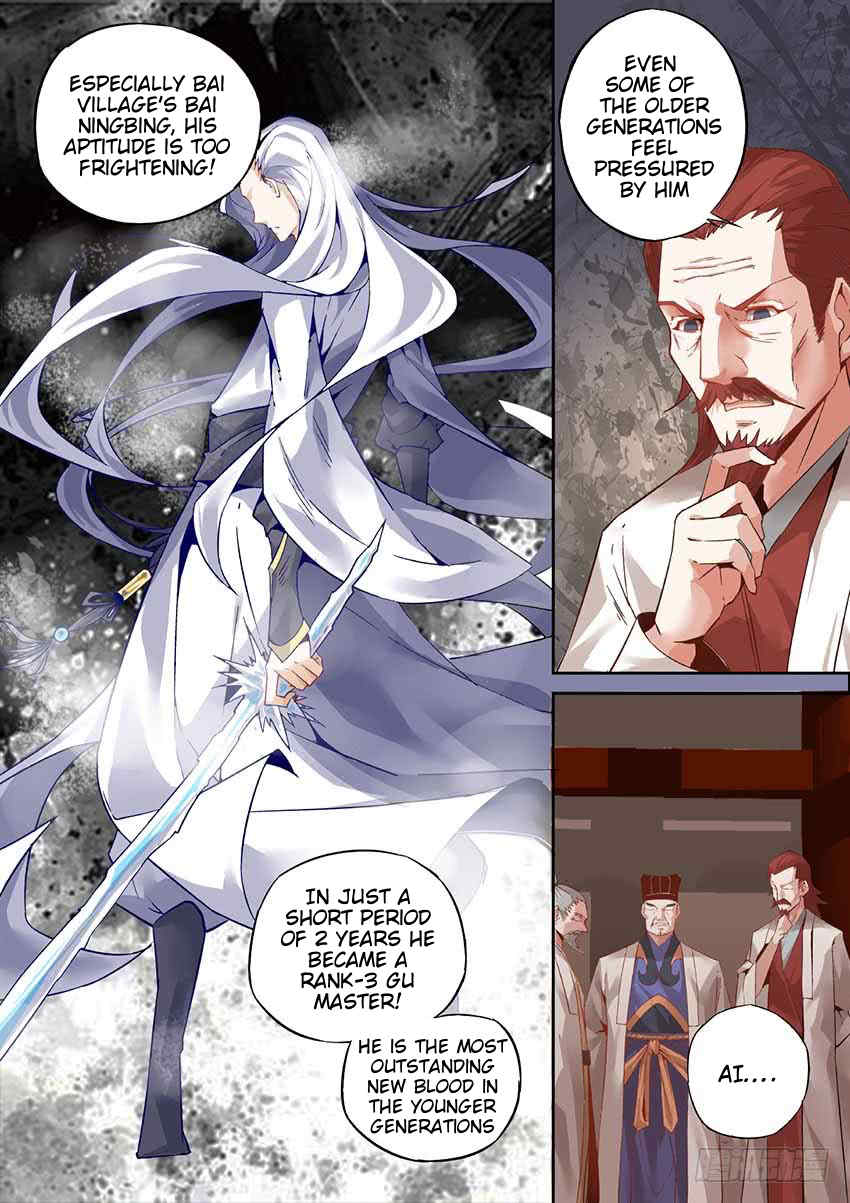 ESPECIALLY BAI
VILLAGE'S BAI
NINGBING, HIS
APTITUDE IS TOO
FRIGHTENING!
IN JUST A
SHORT PERIOD
OF 2 YEARS HE
BECAME A
RANK-3 GU
MASTER!
HE IS THE MOST
OUTSTANDING
NEW BLOOD IN
THE YOUNGER
GENERATIONS
EVEN
SOME OF
THE OLDER
GENERATIONS
FEEL
PRESSURED
BY HIM
AI....